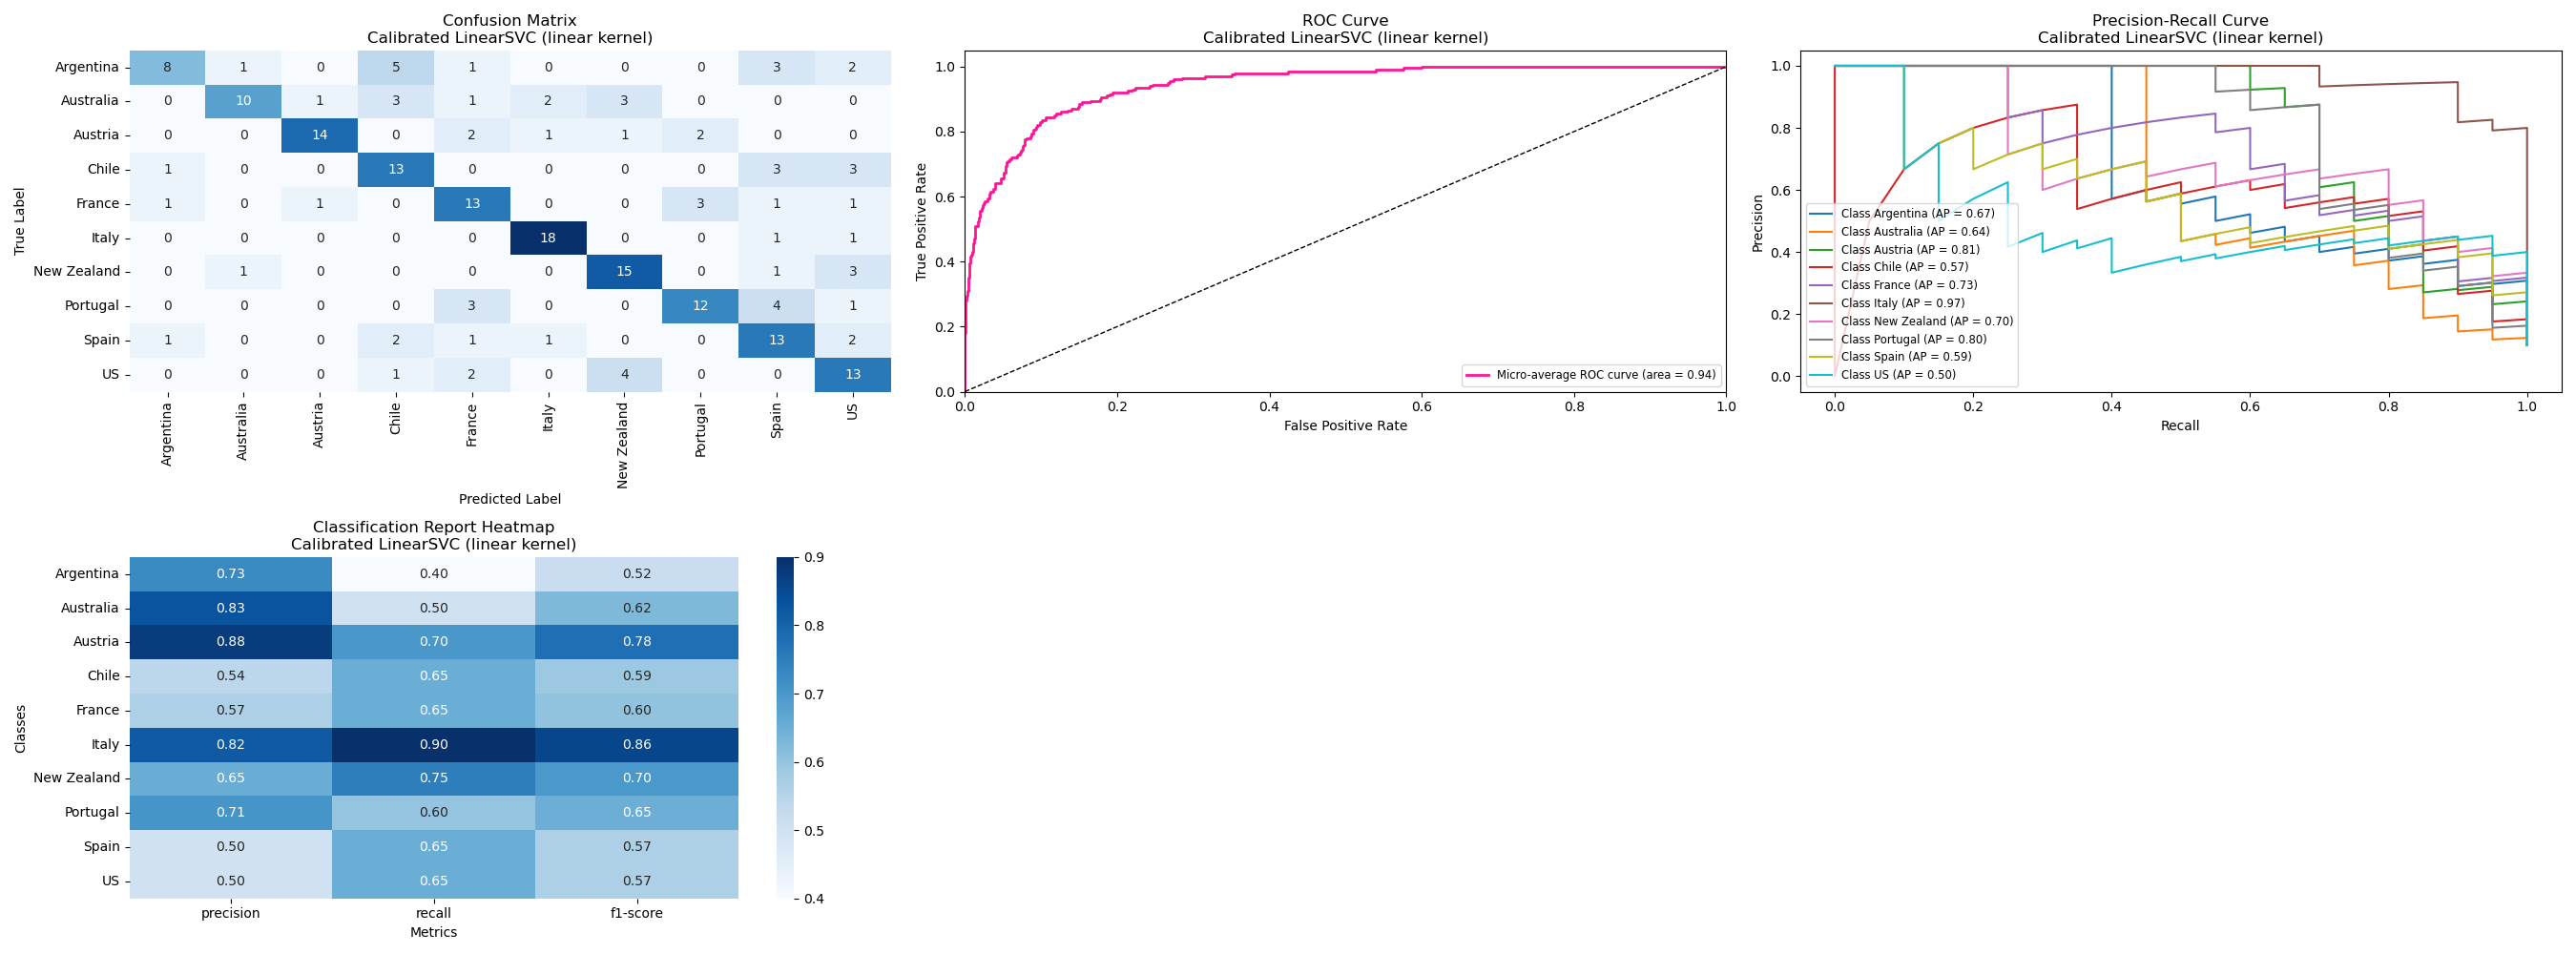 Confusion Matrix
Calibrated LinearSVC (linear kernel)
True Label
Argentina 8 1 0 5 1 0 0 0 3 2
Australia 0 10 1 3 1 2 3 0 0 0
Austria 0 0 14 0 2 1 1 2 0 0
Chile 1 0 0 13 0 0 0 0 3 3
France 1 0 1 0 13 0 0 3 1 1
Italy 0 0 0 0 0 18 0 0 1 1
New Zealand 0 1 0 0 0 0 15 0 1 3
Portugal 0 0 0 0 3 0 0 12 4 1
Spain 1 0 0 2 1 1 0 0 13 2
US 0 0 0 1 2 0 4 0 0 13
Argentina Australia Austria Chile France Italy New Zealand Portugal Spain US
Predicted Label
ROC Curve
Calibrated LinearSVC (linear kernel)
True Positive Rate
1.0
0.8
0.6
0.4
0.2
0.0
Micro-average ROC curve (area = 0.94)
0.0 0.2 0.4 0.6 0.8 1.0
False Positive Rate
Precision-Recall Curve
Calibrated LinearSVC (linear kernel)
Precision
1.0
0.8
0.6
0.4
0.2
0.0
Class Argentina (AP = 0.67)
Class Australia (AP = 0.64)
Class Austria (AP = 0.81)
Class Chile (AP = 0.57)
Class France (AP = 0.73)
Class Italy (AP = 0.97)
Class New Zealand (AP = 0.70)
Class Portugal (AP = 0.80)
Class Spain (AP = 0.59)
Class US (AP = 0.50)
0.0 0.2 0.4 0.6 0.8 1.0
Recall
Classification Report Heatmap
Calibrated LinearSVC (linear kernel)
Classes
Argentina 0.73 0.40 0.52
Australia 0.83 0.50 0.62
Austria 0.88 0.70 0.78
Chile 0.54 0.65 0.59
France 0.57 0.65 0.60
Italy 0.82 0.90 0.86
New Zealand 0.65 0.75 0.70
Portugal 0.71 0.60 0.65
Spain 0.50 0.65 0.57
US 0.50 0.65 0.57
precision recall f1-score
Metrics
0.9
0.8
0.7
0.6
0.5
0.4